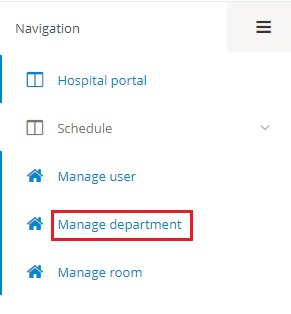 Navigation
Hospital portal
Schedule
Manage user
Manage department
Manage room